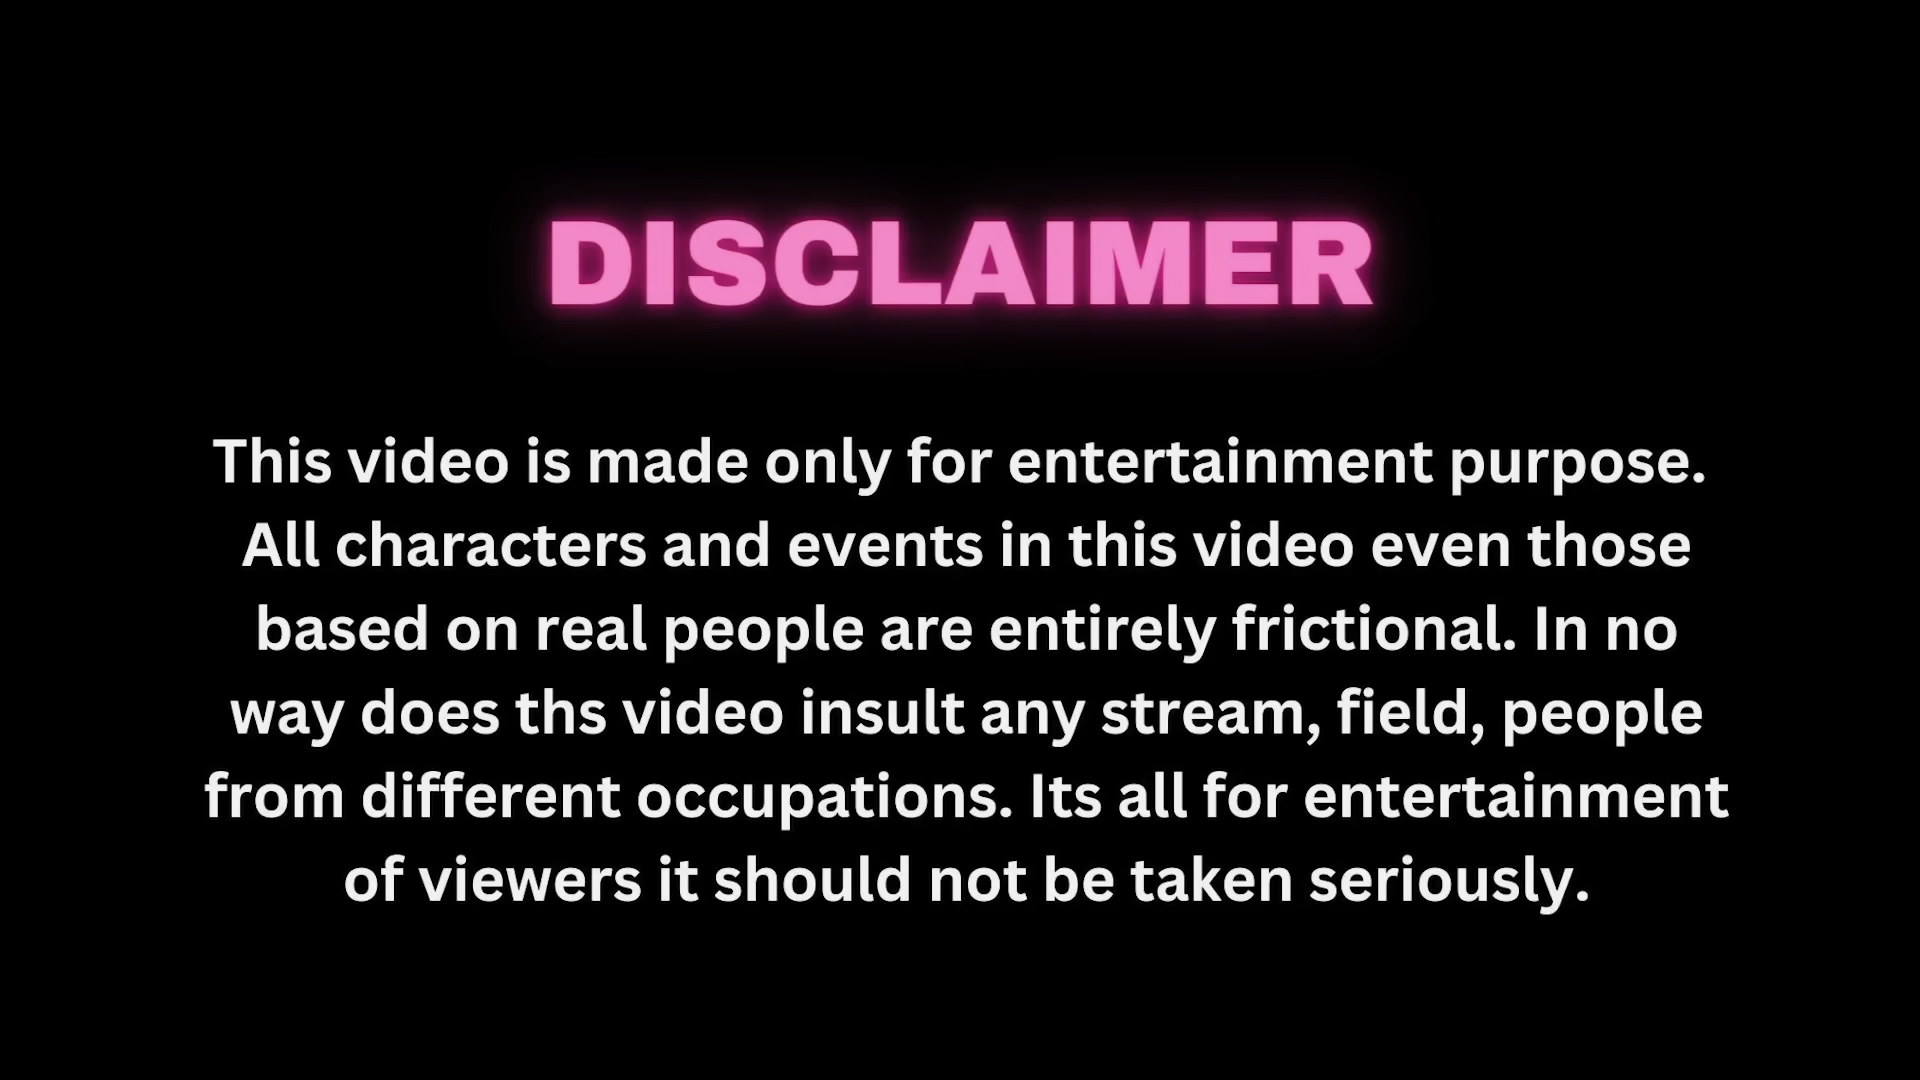 DISCLAIMER
This video is made only for entertainment purpose.
All characters and events in this video even those
based on real people are entirely frictional. In no
way does ths video insult any stream, field, people
from different occupations. Its all for entertainment
of viewers it should not be taken seriously.